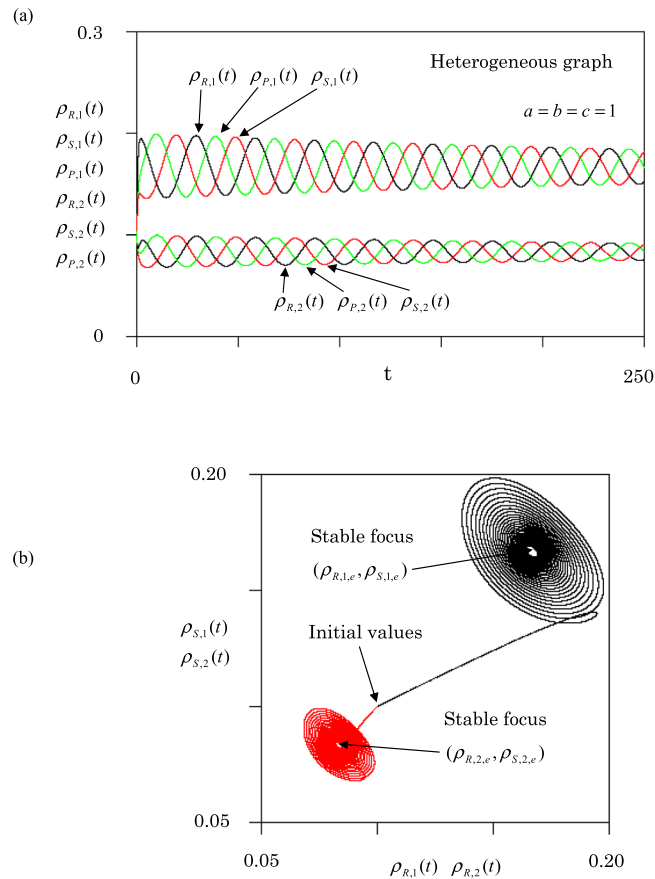 (a)
0.3
Heterogeneous graph
ρR,1(t) ρP,1(t) ρS,1(t)
a = b = c = 1
ρR,1(t)
ρS,1(t)
ρP,1(t)
ρR,2(t)
ρS,2(t)
ρP,2(t)
ρR,2(t) ρP,2(t) ρS,2(t)
0
0 t 250
(b)
0.20
Stable focus
(ρR,1,e, ρS,1,e)
ρS,1(t)
ρS,2(t)
Initial values
Stable focus
(ρR,2,e, ρS,2,e)
0.05
0.05 ρR,1(t) ρR,2(t) 0.20